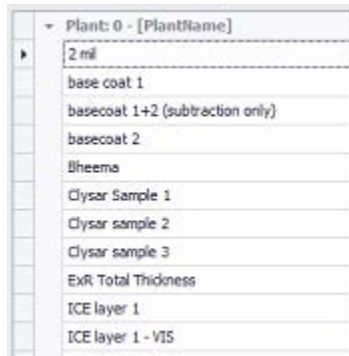 Plant: 0 - [PlantName]
2 mil
base coat 1
basecoat 1+2 (subtraction only)
basecoat 2
Bheema
Clysar Sample 1
Clysar sample 2
Clysar sample 3
ExR Total Thickness
ICE layer 1
ICE layer 1 - VIS